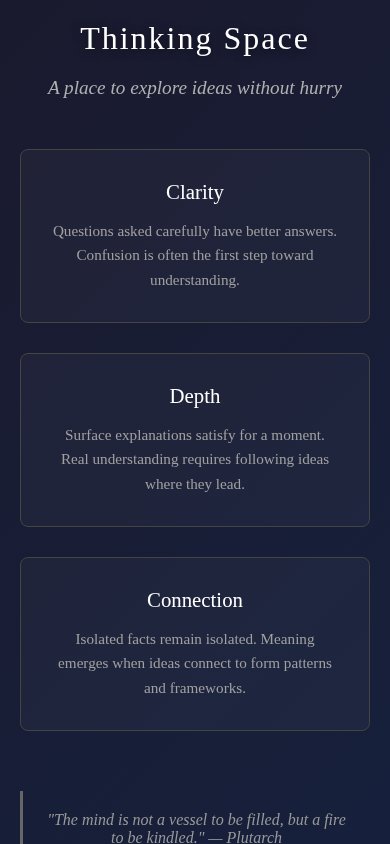 Thinking Space
A place to explore ideas without hurry
Clarity
Questions asked carefully have better answers.
Confusion is often the first step toward
understanding.
Depth
Surface explanations satisfy for a moment.
Real understanding requires following ideas
where they lead.
Connection
Isolated facts remain isolated. Meaning
emerges when ideas connect to form patterns
and frameworks.
"The mind is not a vessel to be filled, but a fire
to be kindled." — Plutarch